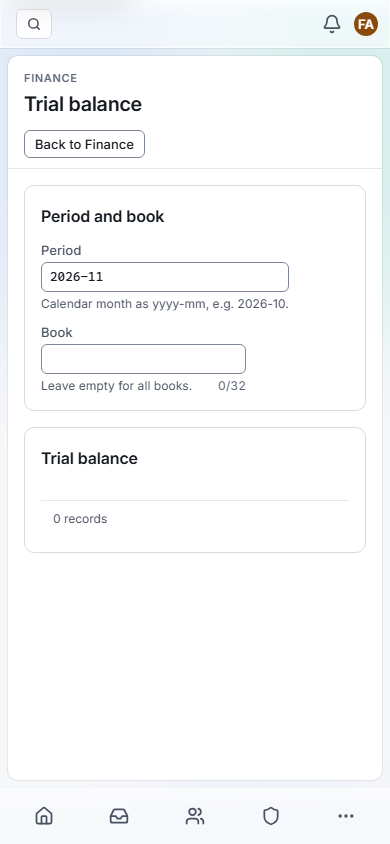 FA
FINANCE
Trial balance
Back to Finance
Period and book
Period
2026-11
Calendar month as yyyy-mm, e.g. 2026-10.
Book
Leave empty for all books. 0/32
Trial balance
0 records